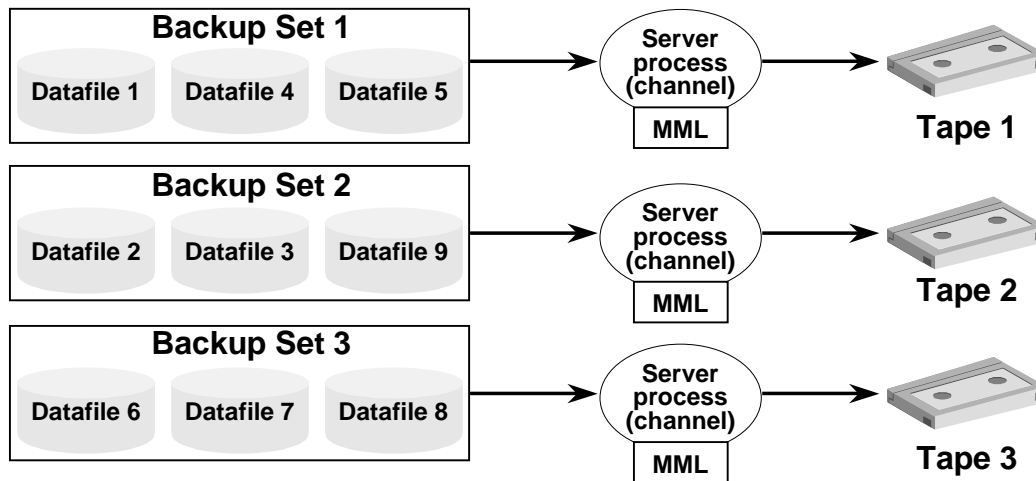 Backup Set 1
Datafile 1
Datafile 4
Datafile 5
Server
process
(channel)
MML
Tape 1
Backup Set 2
Datafile 2
Datafile 3
Datafile 9
Server
process
(channel)
MML
Tape 2
Backup Set 3
Datafile 6
Datafile 7
Datafile 8
Server
process
(channel)
MML
Tape 3